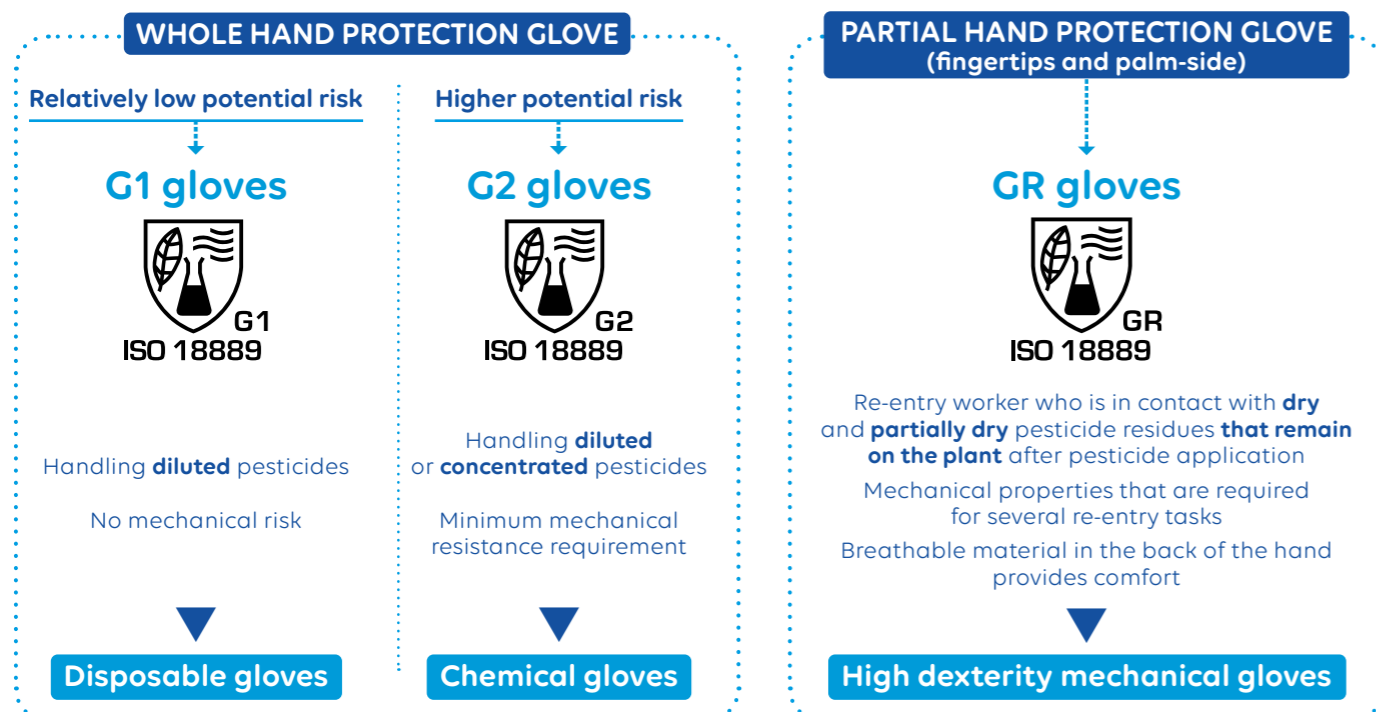 WHOLE HAND PROTECTION GLOVE
Relatively low potential risk
G1 gloves
G1
ISO 18889
Handling diluted pesticides
No mechanical risk
Disposable gloves
Higher potential risk
G2 gloves
G2
ISO 18889
Handling diluted
or concentrated pesticides
Minimum mechanical
resistance requirement
Chemical gloves
PARTIAL HAND PROTECTION GLOVE
(fingertips and palm-side)
GR gloves
GR
ISO 18889
Re-entry worker who is in contact with dry
and partially dry pesticide residues that remain
on the plant after pesticide application
Mechanical properties that are required
for several re-entry tasks
Breathable material in the back of the hand
provides comfort
High dexterity mechanical gloves